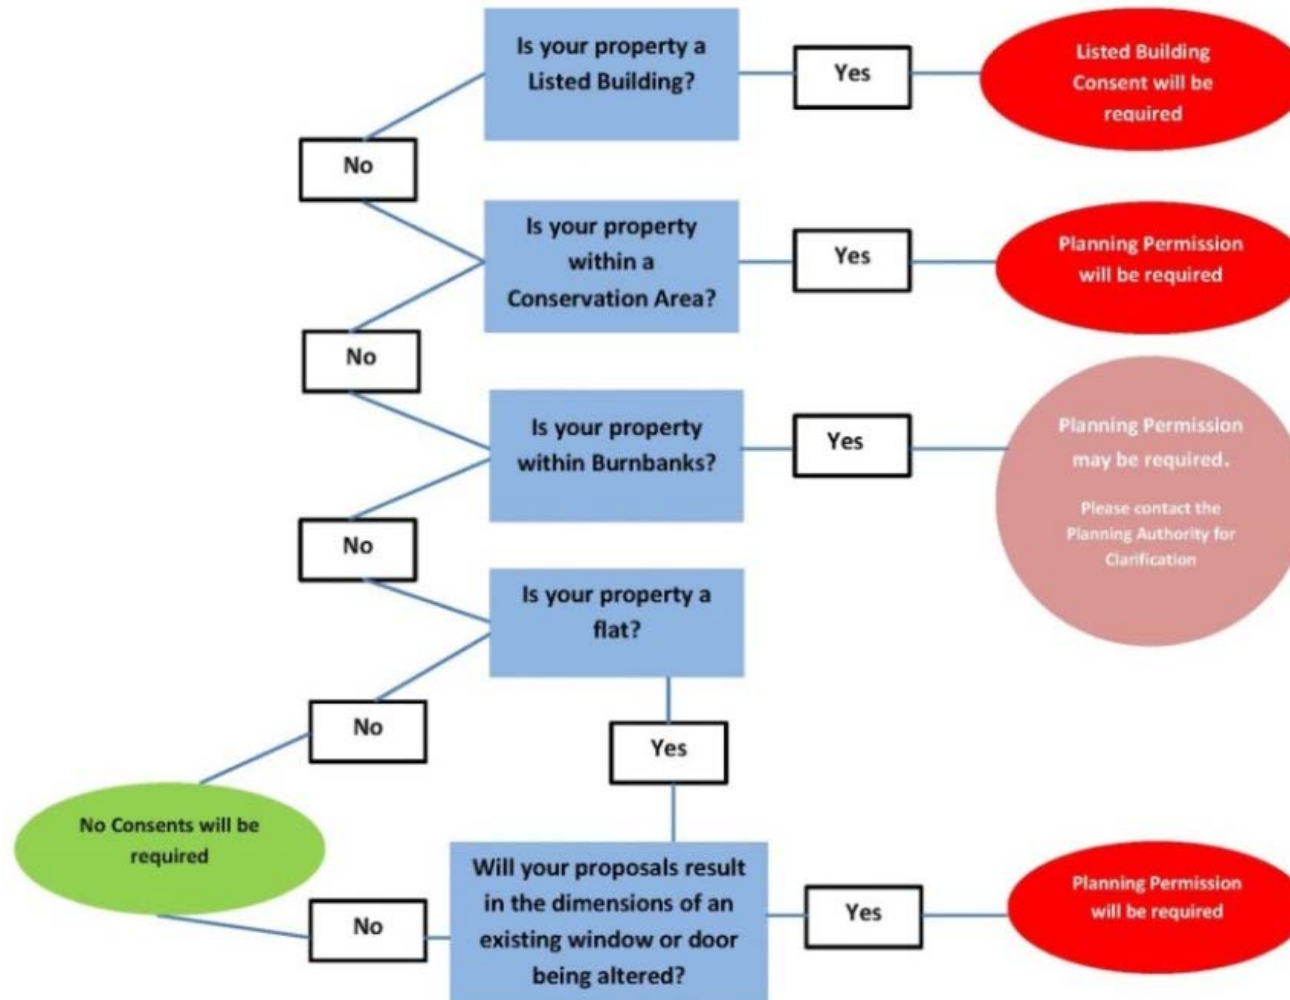 Is your property a
Listed Building?
Yes
Listed Building
Consent will be
required
No
Is your property
within a
Conservation Area?
Yes
Planning Permission
will be required
No
Is your property
within Burnbanks?
Yes
Planning Permission
may be required.
Please contact the
Planning Authority for
Clarification
No
Is your property a
flat?
No
Yes
No Consents will be
required
Will your proposals result
in the dimensions of an
existing window or door
being altered?
No
Yes
Planning Permission
will be required